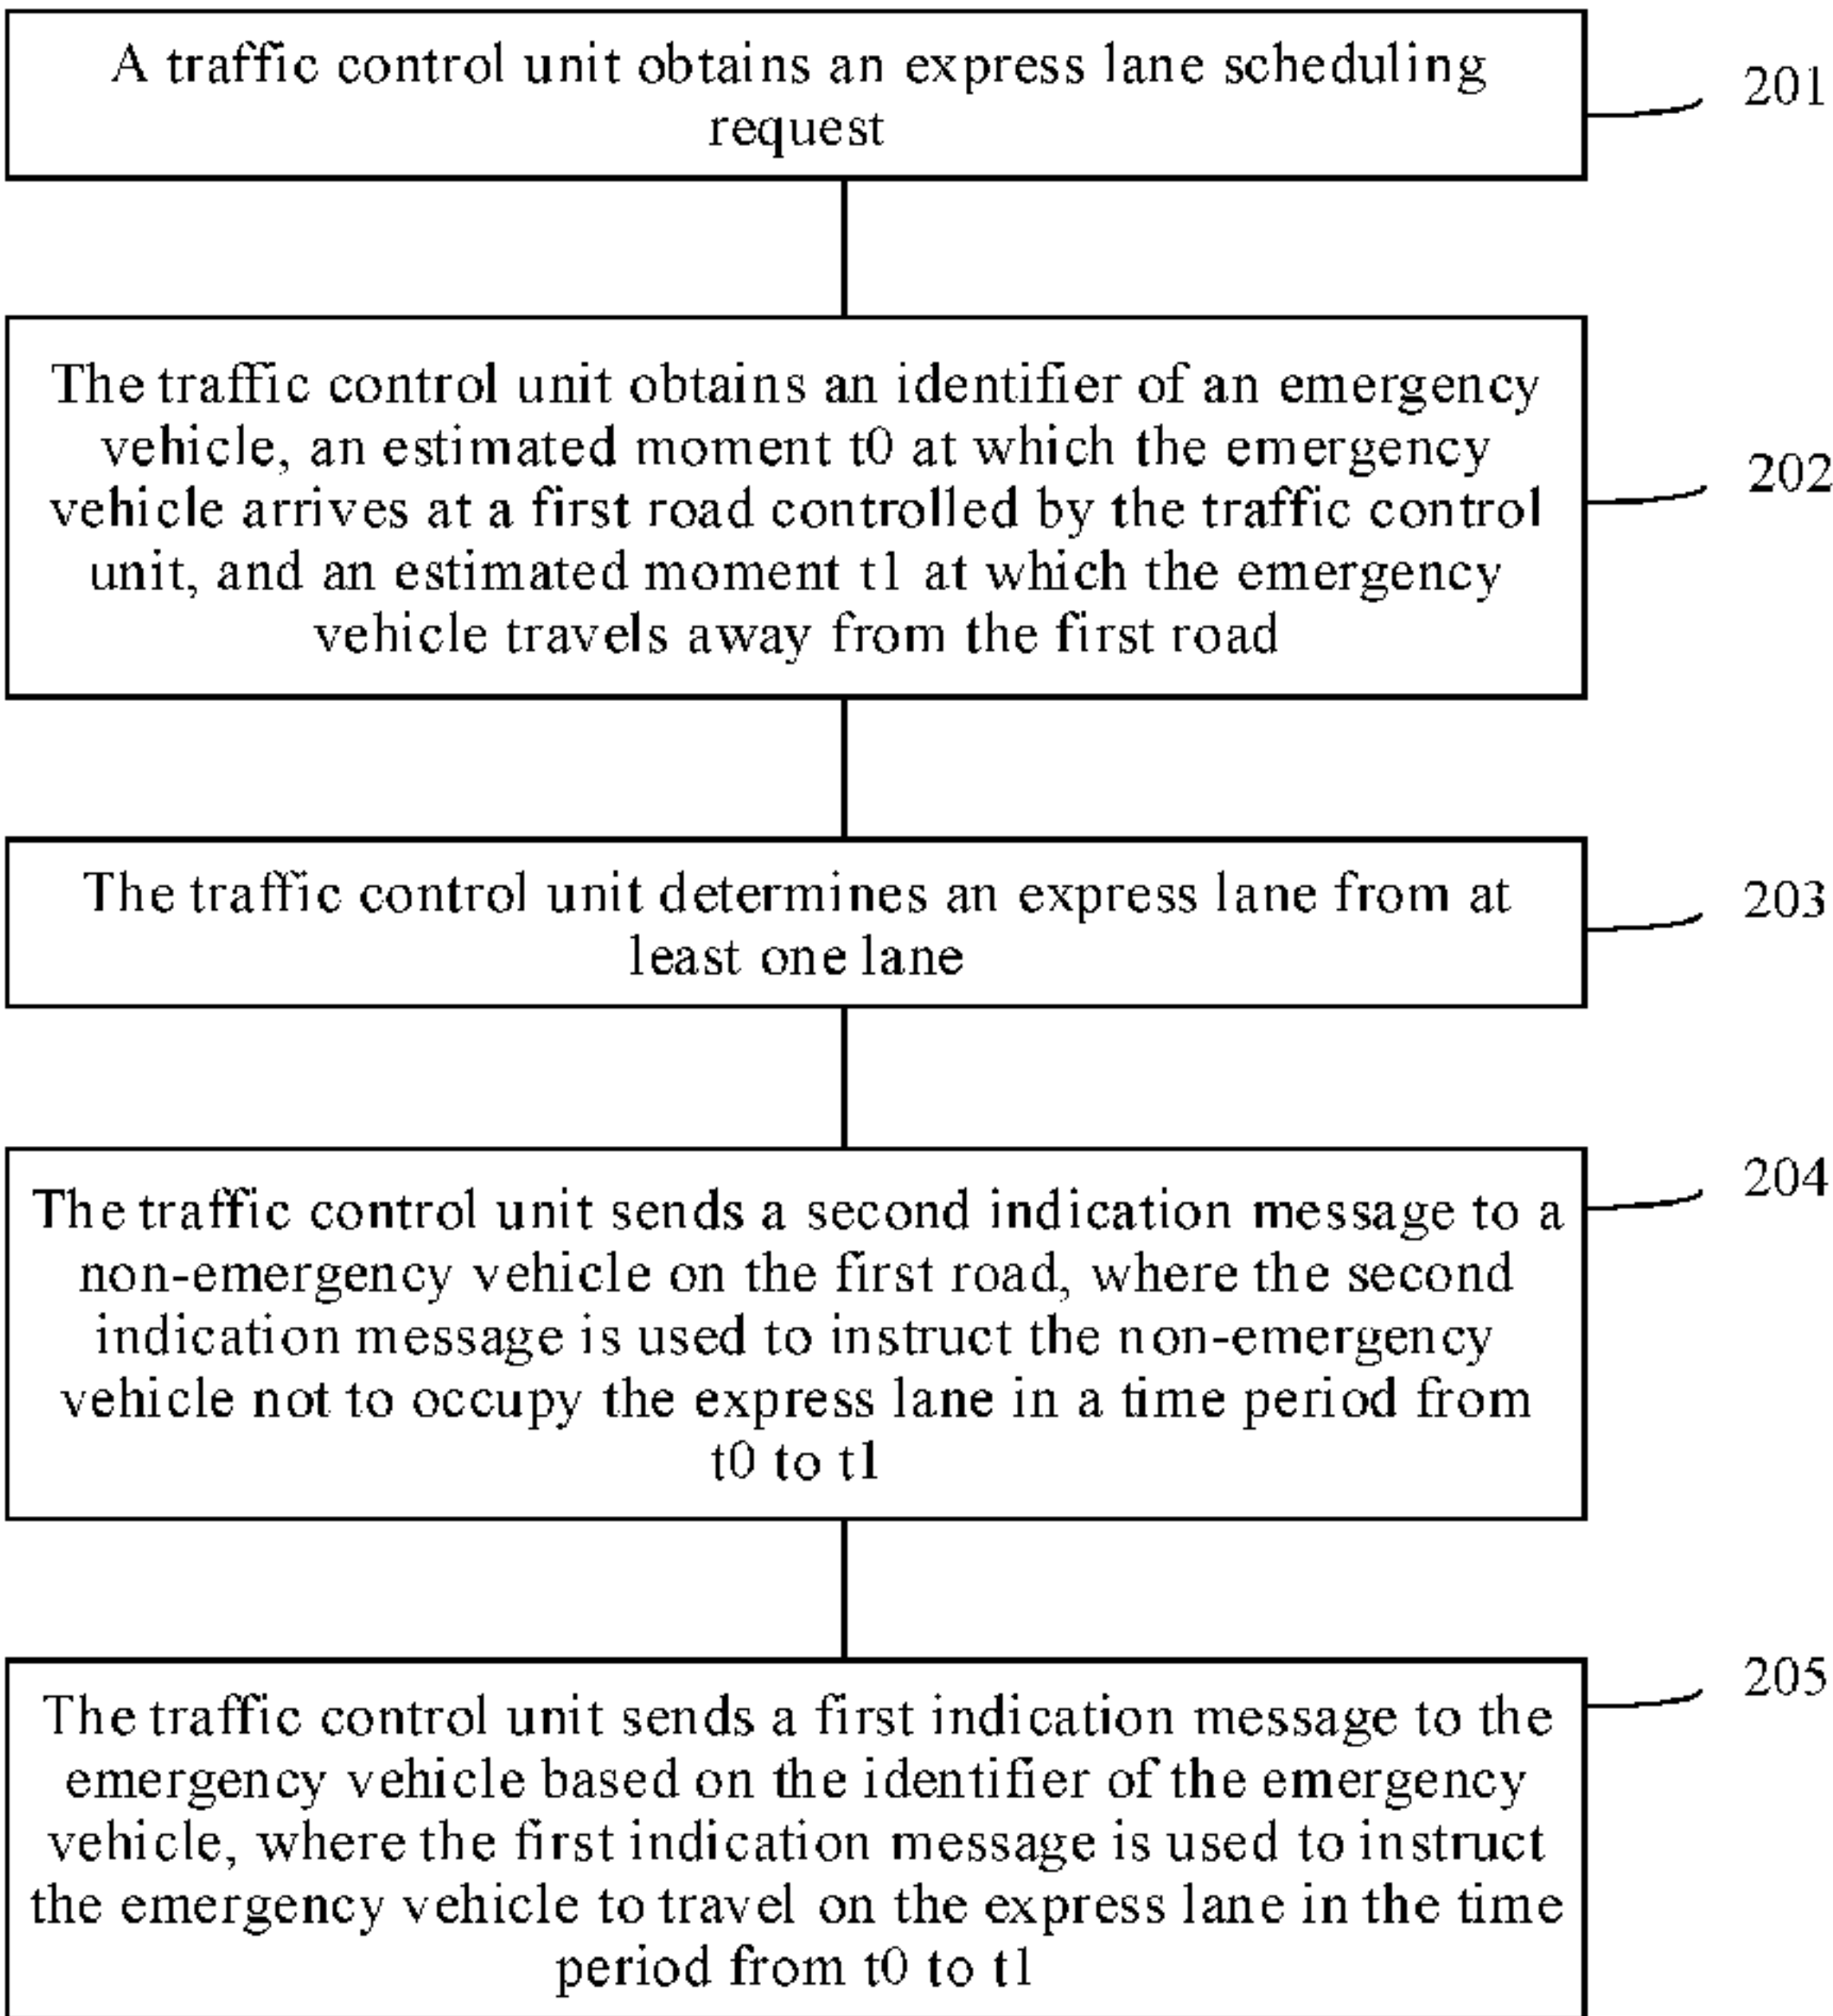 A traffic control unit obtains an express lane scheduling
request
201
The traffic control unit obtains an identifier of an emergency
vehicle, an estimated moment t0 at which the emergency
vehicle arrives at a first road controlled by the traffic control
unit, and an estimated moment t1 at which the emergency
vehicle travels away from the first road
202
The traffic control unit determines an express lane from at
least one lane
203
The traffic control unit sends a second indication message to a
non-emergency vehicle on the first road, where the second
indication message is used to instruct the non-emergency
vehicle not to occupy the express lane in a time period from
t0 to t1
204
The traffic control unit sends a first indication message to the
emergency vehicle based on the identifier of the emergency
vehicle, where the first indication message is used to instruct
the emergency vehicle to travel on the express lane in the time
period from t0 to t1
205